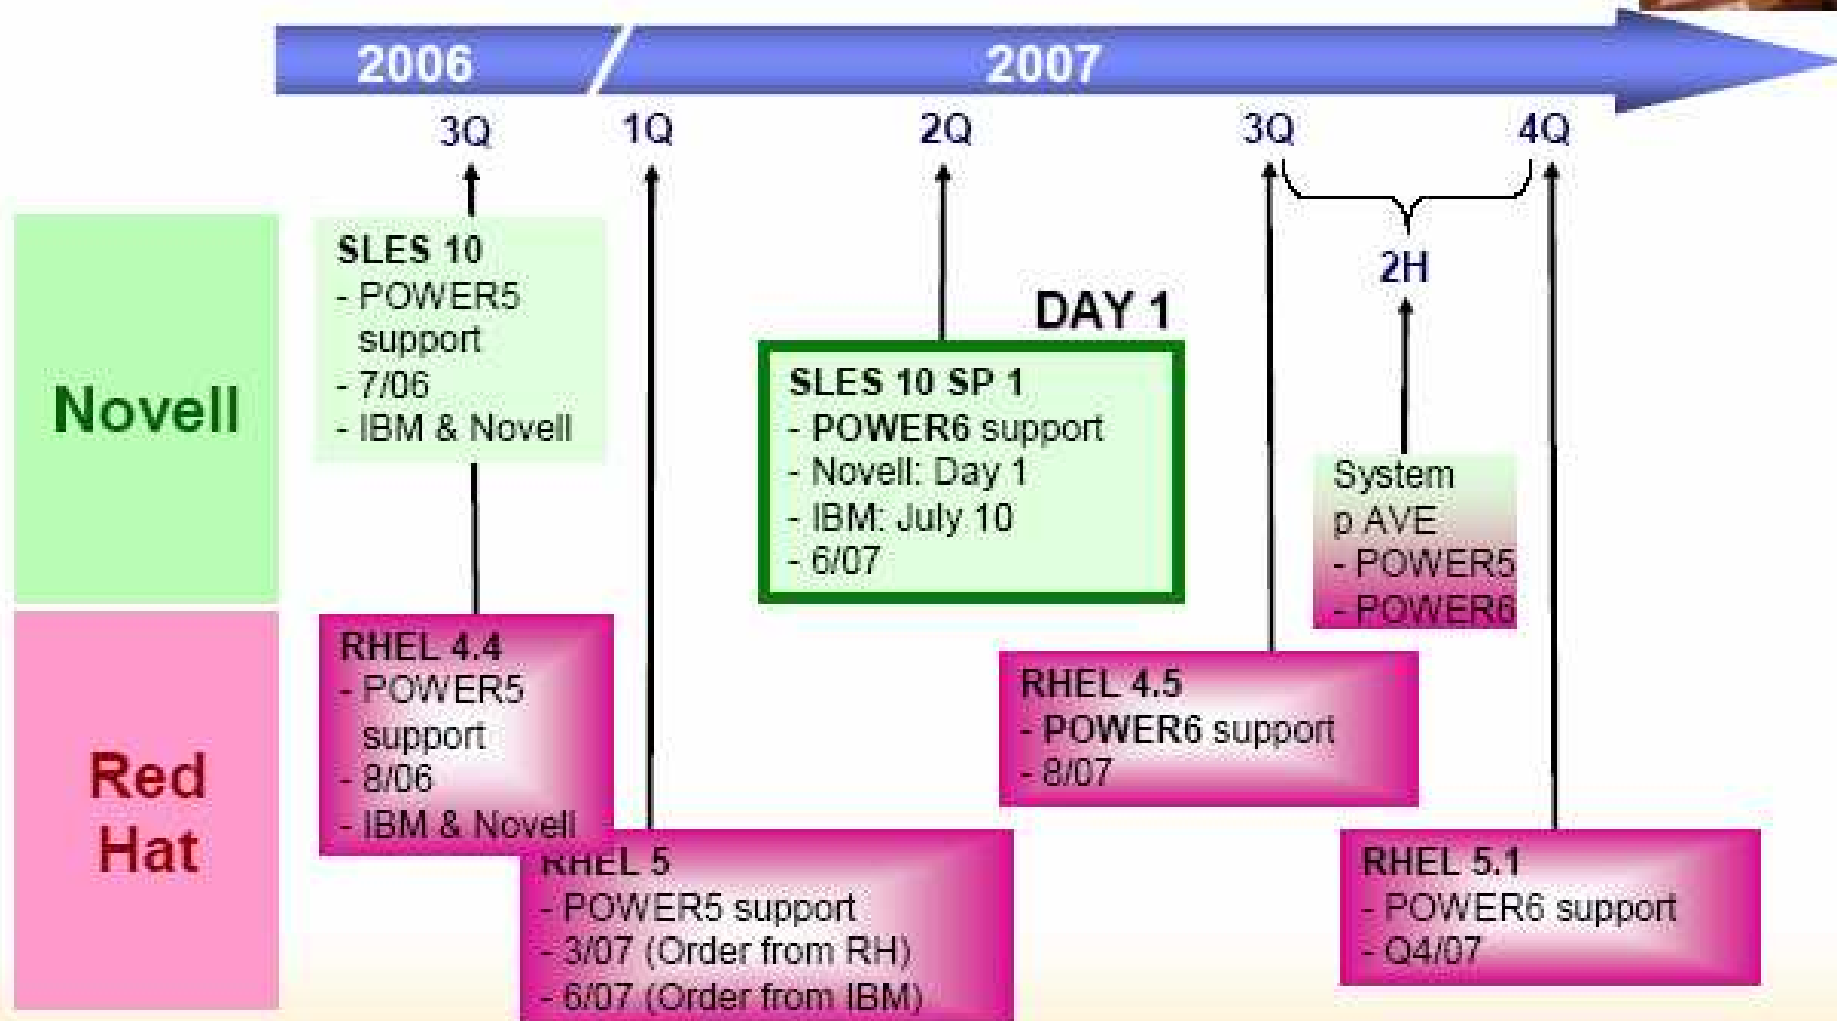 2006
2007
3Q
1Q
2Q
3Q
4Q
2H
Novell
SLES 10
- POWER5
support
- 7/06
- IBM & Novell
DAY 1
SLES 10 SP 1
- POWER6 support
- Novell: Day 1
- IBM: July 10
- 6/07
System
p AVE
- POWER5
- POWER6
Red
Hat
RHEL 4.4
- POWER5
support
- 8/06
- IBM & Novell
RHEL 5
- POWER5 support
- 3/07 (Order from RH)
- 6/07 (Order from IBM)
RHEL 4.5
- POWER6 support
- 8/07
RHEL 5.1
- POWER6 support
- Q4/07